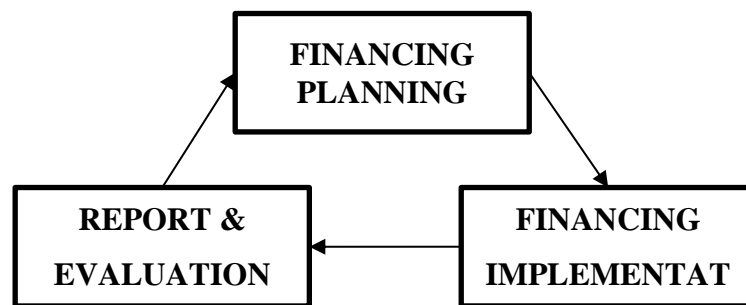 FINANCING
PLANNING
REPORT &
EVALUATION
FINANCING
IMPLEMENTAT